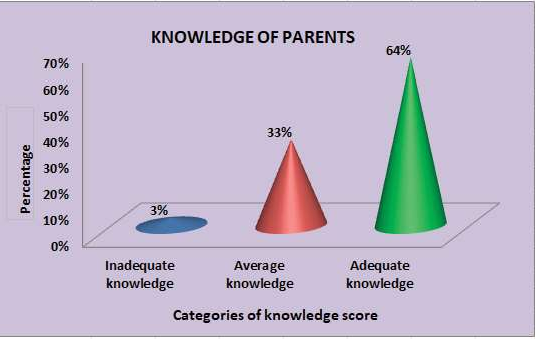 KNOWLEDGE OF PARENTS
64%
70%
60%
50%
40%
30%
20%
10%
0%
Percentage
33%
3%
Inadequate
knowledge
Average
knowledge
Adequate
knowledge
Categories of knowledge score